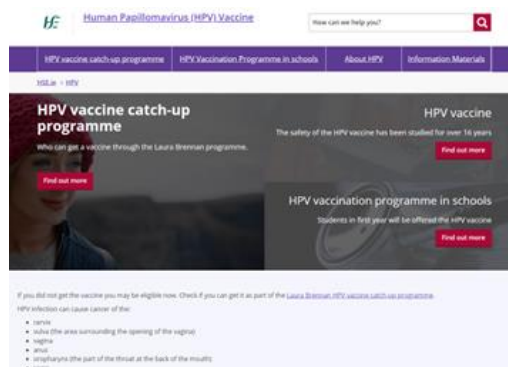 Human Papillomavirus (HPV) Vaccine
How can we help you?
HPV vaccine catch-up programme
HPV Vaccination Programme in schools
About HPV
Information Materials
HSE.ie > HPV
HPV vaccine catch-up
programme
Who can get a vaccine through the Laura Brennan programme.
Find out more
HPV vaccine
The safety of the HPV vaccine has been studied for over 16 years
Find out more
HPV vaccination programme in schools
Students in first year will be offered the HPV vaccine
Find out more
If you did not get the vaccine you may be eligible now. Check if you can get it as part of the Laura Brennan HPV vaccine catch-up programme.
HPV infection can cause cancer of the:
cervix
vulva (the area surrounding the opening of the vagina)
vagina
anus
oropharynx (the part of the throat at the back of the mouth)